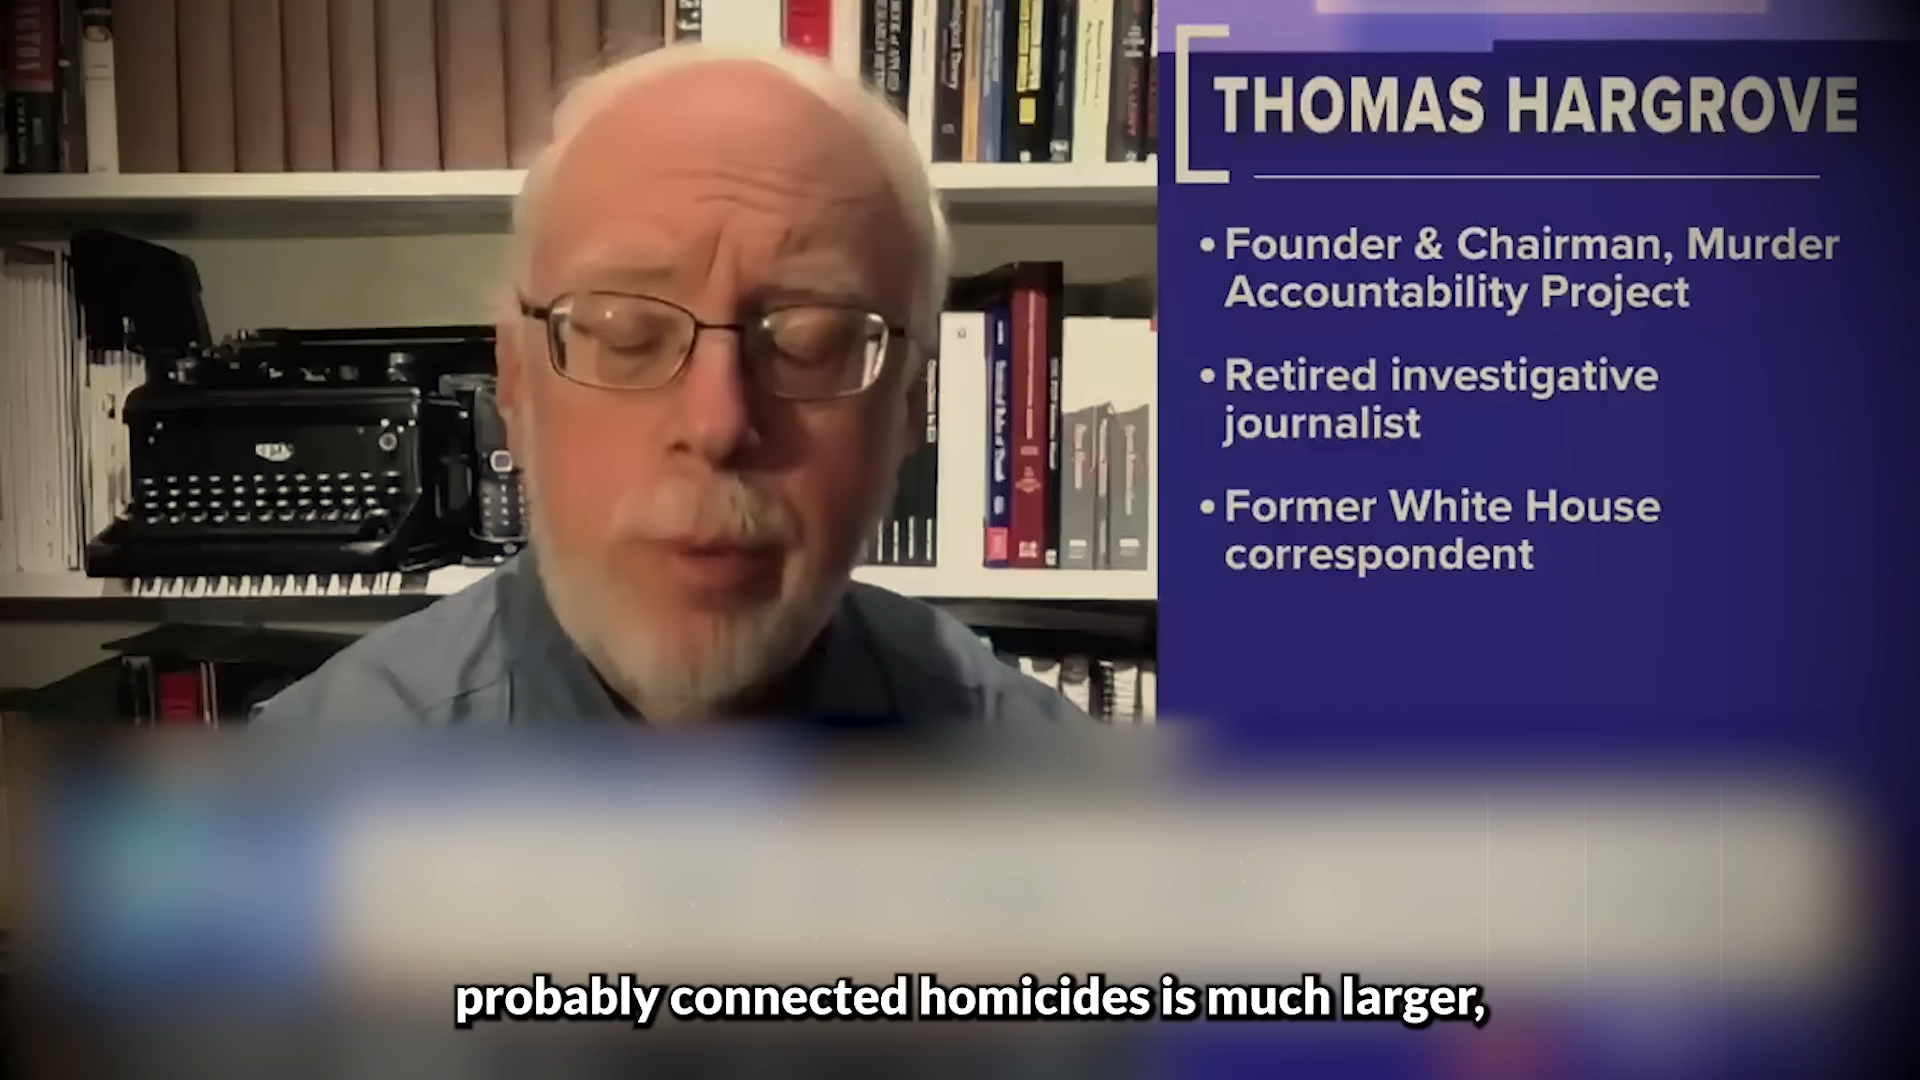 THOMAS HARGROVE
• Founder & Chairman, Murder
Accountability Project
• Retired investigative
journalist
• Former White House
correspondent
probably connected homicides is much larger,